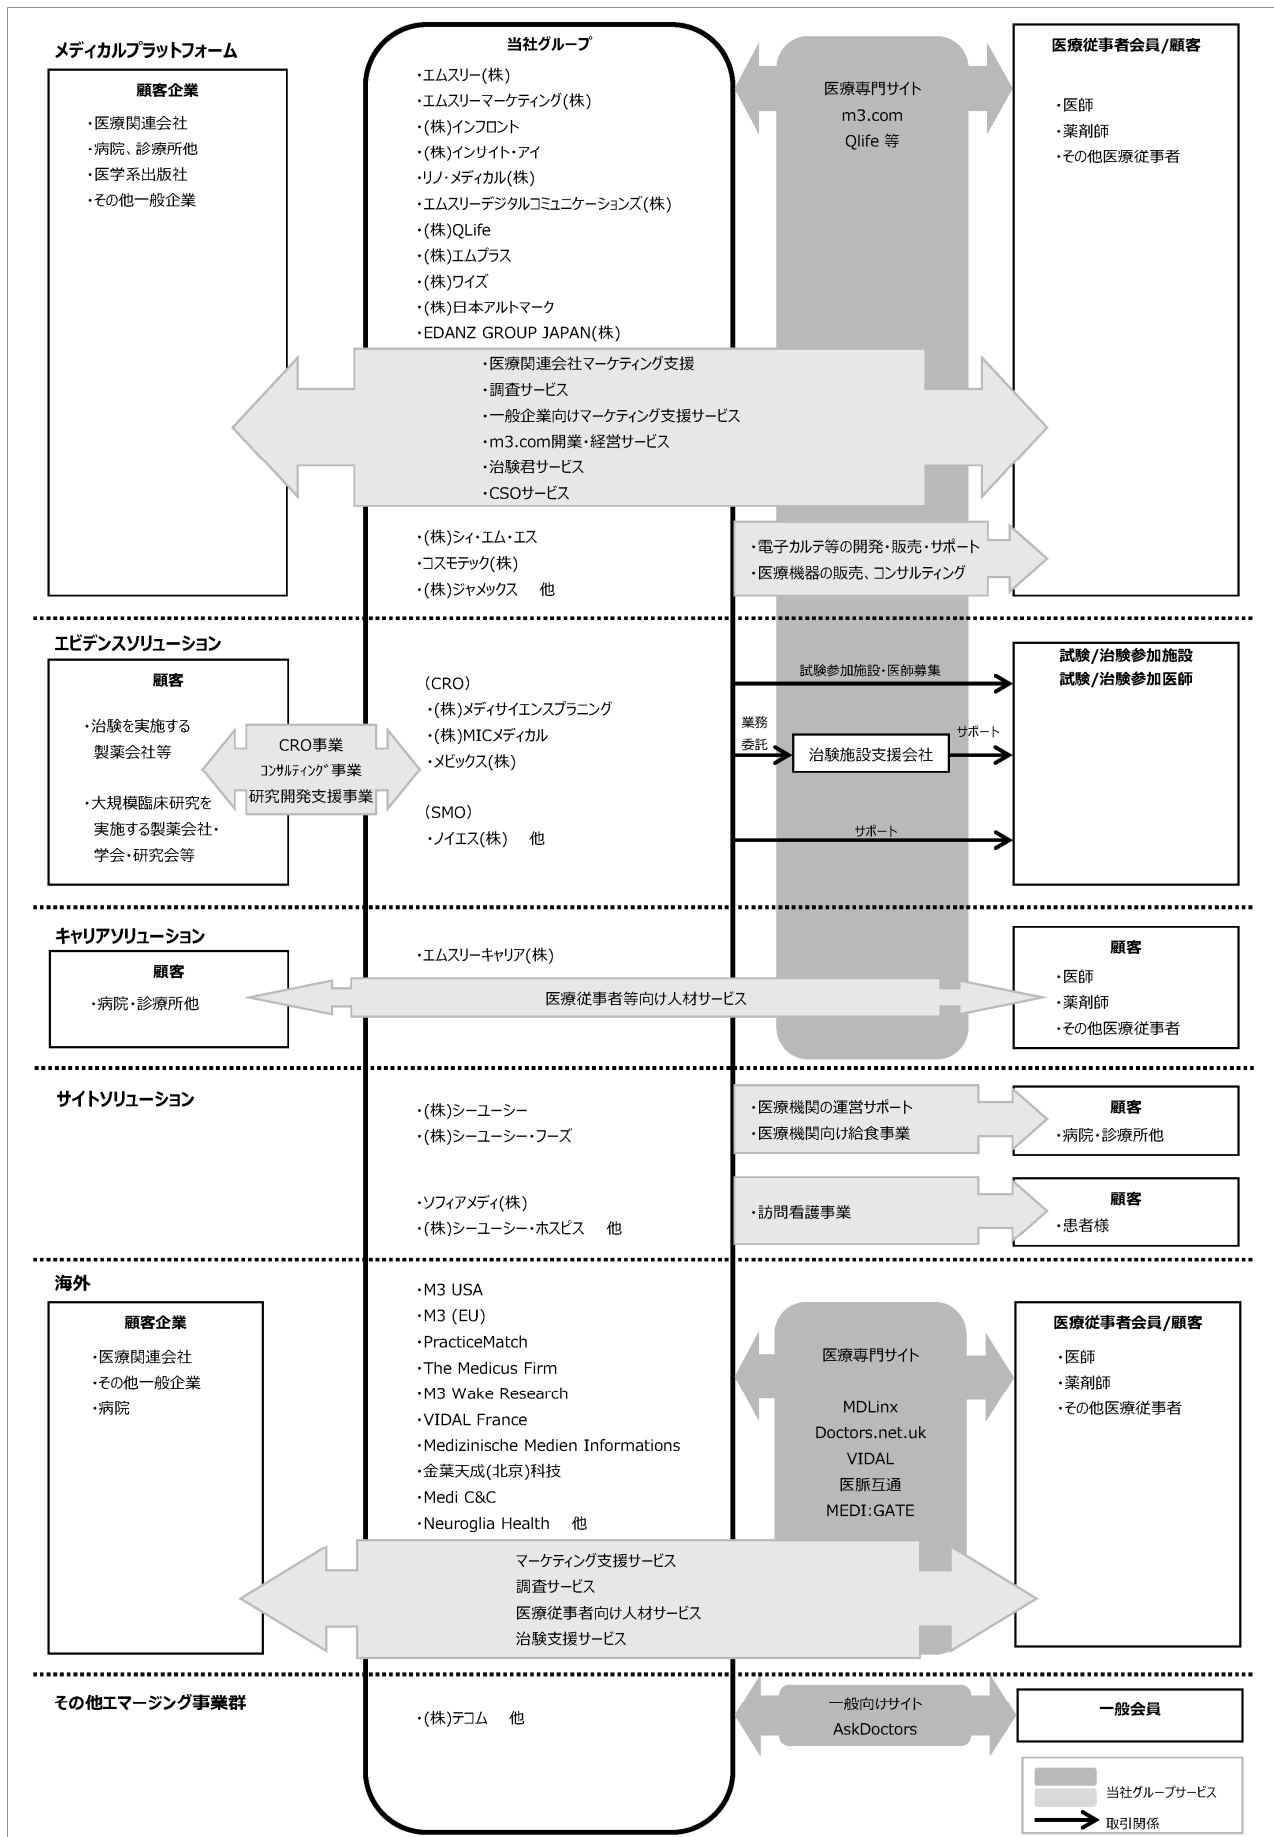 メディカルプラットフォーム
顧客企業
・医療関連会社
・病院、診療所他
・医学系出版社
・その他一般企業
当社グループ
・エムスリー(株)
・エムスリーマーケティング(株)
・(株)インフロント
・(株)インサイト・アイ
・リノ・メディカル(株)
・エムスリーデジタルコミュニケーションズ(株)
・(株)QLife
・(株)エムプラス
・(株)ワイズ
・(株)日本アルトマーク
・EDANZ GROUP JAPAN(株)
医療専門サイト
m3.com
Qlife 等
医療従事者会員/顧客
・医師
・薬剤師
・その他医療従事者
・医療関連会社マーケティング支援
・調査サービス
・一般企業向けマーケティング支援サービス
・m3.com開業・経営サービス
・治験君サービス
・CSOサービス
・(株)シィ・エム・エス
・コスモテック(株)
・(株)ジャメックス 他
・電子カルテ等の開発・販売・サポート
・医療機器の販売、コンサルティング
エビデンスソリューション
顧客
・治験を実施する
製薬会社等
・大規模臨床研究を
実施する製薬会社・
学会・研究会等
CRO事業
コンサルティング事業
研究開発支援事業
（CRO）
・(株)メディサイエンスプラニング
・(株)MICメディカル
・メビックス(株)
（SMO）
・ノイエス(株) 他
試験参加施設・医師募集
業務
委託
治験施設支援会社
サポート
サポート
試験/治験参加施設
試験/治験参加医師
キャリアソリューション
顧客
・病院・診療所他
・エムスリーキャリア(株)
医療従事者等向け人材サービス
顧客
・医師
・薬剤師
・その他医療従事者
サイトソリューション
・(株)シーユーシー
・(株)シーユーシー・フーズ
・医療機関の運営サポート
・医療機関向け給食事業
顧客
・病院・診療所他
・ソフィアメディ(株)
・(株)シーユーシー・ホスピス 他
・訪問看護事業
顧客
・患者様
海外
顧客企業
・医療関連会社
・その他一般企業
・病院
・M3 USA
・M3 (EU)
・PracticeMatch
・The Medicus Firm
・M3 Wake Research
・VIDAL France
・Medizinische Medien Informations
・金葉天成(北京)科技
・Medi C&C
・Neuroglia Health 他
医療専門サイト
MDLinx
Doctors.net.uk
VIDAL
医脈互通
MEDI:GATE
医療従事者会員/顧客
・医師
・薬剤師
・その他医療従事者
マーケティング支援サービス
調査サービス
医療従事者向け人材サービス
治験支援サービス
その他エマージング事業群
・(株)テコム 他
一般向けサイト
AskDoctors
一般会員
当社グループサービス
取引関係